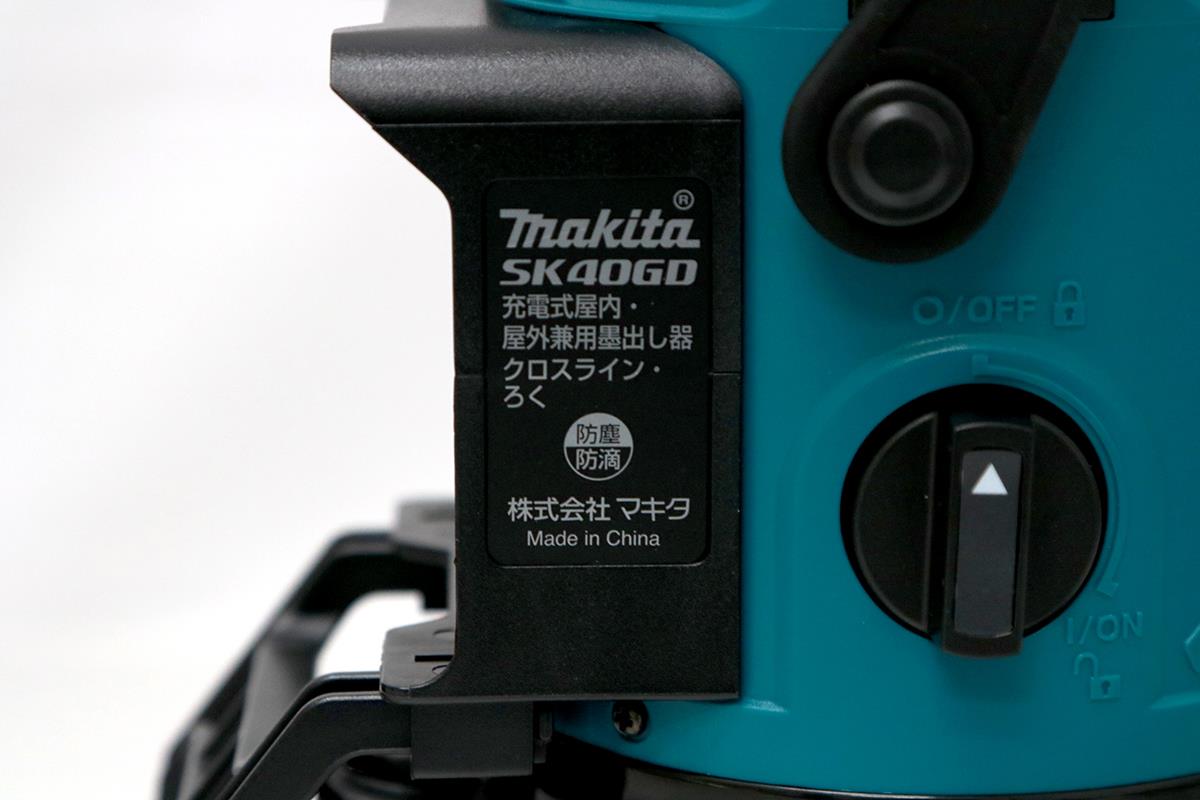 makita®
SK40GD
充電式屋内・
屋外兼用墨出し器
クロスライン・
ろく
防塵
防滴
株式会社 マキタ
Made in China
O/OFF
I/ON